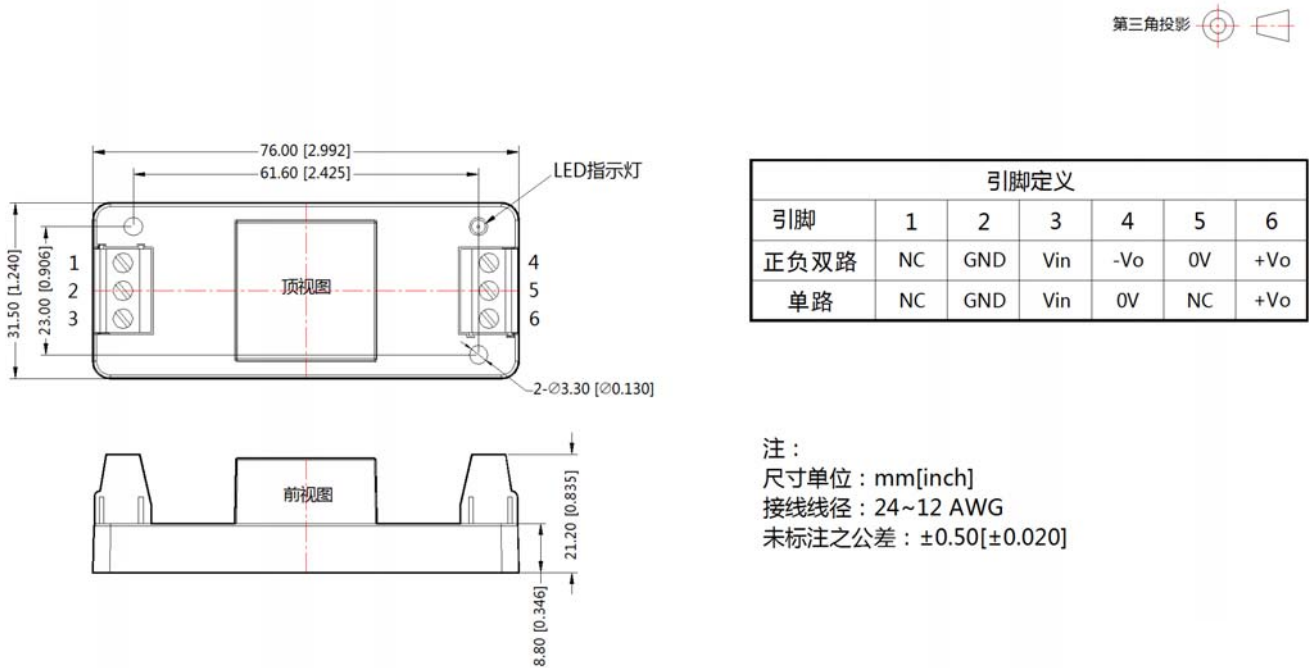 第三角投影
76.00 [2.992]
61.60 [2.425]
LED指示灯
31.50 [1.240]
23.00 [0.906]
1
2
3
顶视图
4
5
6
2-∅3.30 [∅0.130]
前视图
21.20 [0.835]
8.80 [0.346]
引脚定义
引脚 1 2 3 4 5 6
正负双路 NC GND Vin -Vo 0V +Vo
单路 NC GND Vin 0V NC +Vo
注：
尺寸单位：mm[inch]
接线线径：24~12 AWG
未标注之公差：±0.50[±0.020]